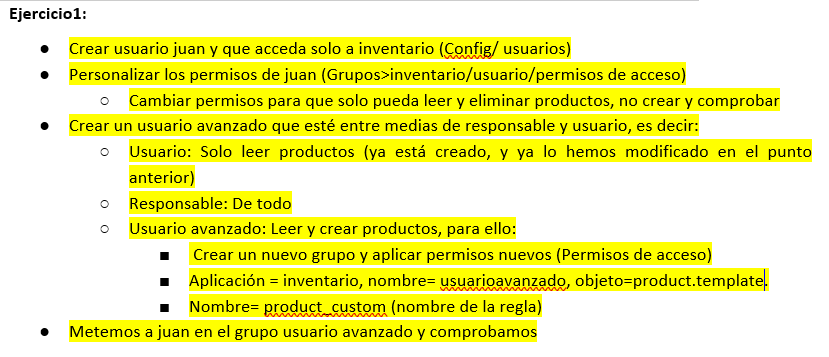 Ejercicio1:
● Crear usuario juan y que acceda solo a inventario (Config/ usuarios)
● Personalizar los permisos de juan (Grupos>inventario/usuario/permisos de acceso)
○ Cambiar permisos para que solo pueda leer y eliminar productos, no crear y comprobar
● Crear un usuario avanzado que esté entre medias de responsable y usuario, es decir:
○ Usuario: Solo leer productos (ya está creado, y ya lo hemos modificado en el punto
anterior)
○ Responsable: De todo
○ Usuario avanzado: Leer y crear productos, para ello:
■ Crear un nuevo grupo y aplicar permisos nuevos (Permisos de acceso)
■ Aplicación = inventario, nombre= usuarioavanzado, objeto=product.template.
■ Nombre= product_custom (nombre de la regla)
● Metemos a juan en el grupo usuario avanzado y comprobamos